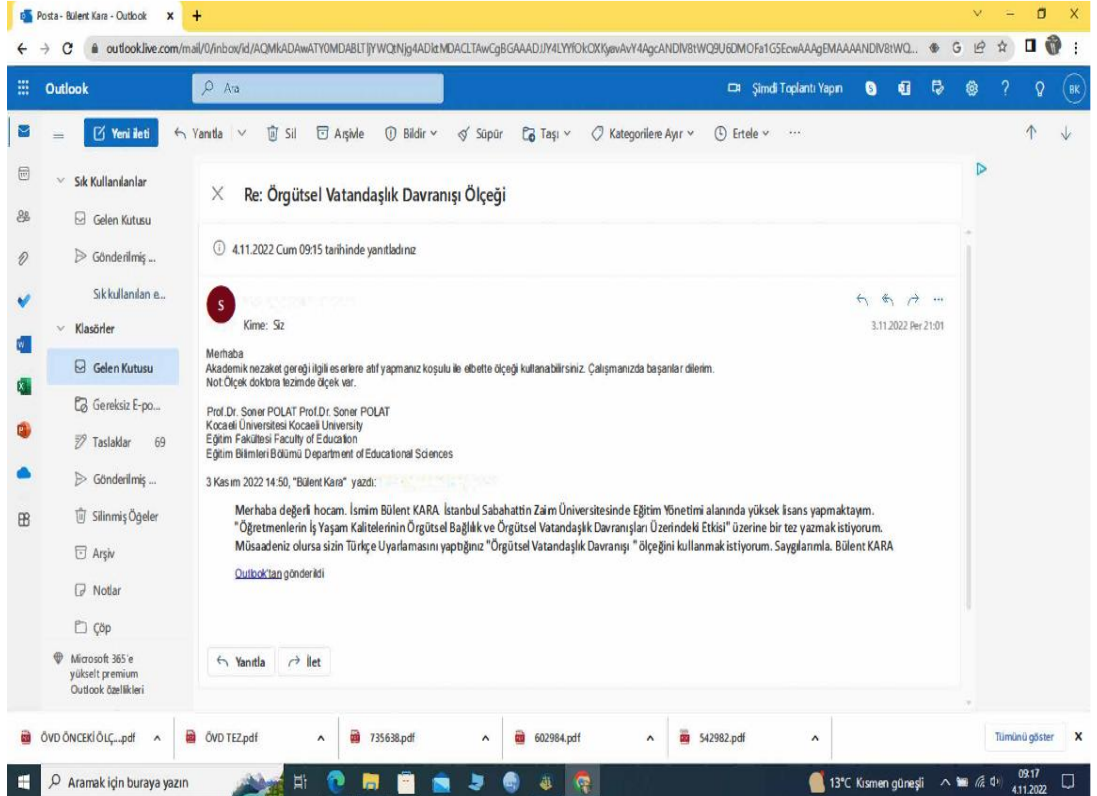 Posta - Bülent Kara - Outlook
Outlook
Ara
Şimdi Toplantı Yapın
BK
Yeni ileti
Yanıtla
Sil
Arşivle
Bildir
Süpür
Taşı
Kategorilere Ayır
Ertele
Sık Kullanılanlar
Gelen Kutusu
Gönderilmiş ...
Sık kullanılan e...
Klasörler
Gelen Kutusu
Gereksiz E-po...
Taslaklar 69
Gönderilmiş ...
Silinmiş Öğeler
Arşiv
Notlar
Çöp
Microsoft 365'e
yükselt premium
Outlook özellikleri
Re: Örgütsel Vatandaşlık Davranışı Ölçeği
4.11.2022 Cum 09:15 tarihinde yanıtladınız
S
Kime: Siz
3.11.2022 Per 21:01
Merhaba
Akademik nezaket gereği ilgili eserlere atıf yapmanız koşulu ile elbette ölçeği kullanabilirsiniz. Çalışmanızda başarılar dilerim.
Not:Ölçek doktora tezimde ölçek var.
Prof.Dr. Soner POLAT Prof.Dr. Soner POLAT
Kocaeli Üniversitesi Kocaeli University
Eğitim Fakültesi Faculty of Education
Eğitim Bilimleri Bölümü Department of Educational Sciences
3 Kasım 2022 14:50, "Bülent Kara" yazdı:
Merhaba değerli hocam. İsmim Bülent KARA İstanbul Sabahattin Zaim Üniversitesinde Eğitim Yönetimi alanında yüksek lisans yapmaktayım.
"Öğretmenlerin İş Yaşam Kalitelerinin Örgütsel Bağlılık ve Örgütsel Vatandaşlık Davranışları Üzerindeki Etkisi" üzerine bir tez yazmak istiyorum.
Müsaadeniz olursa sizin Türkçe Uyarlamasını yaptığınız "Örgütsel Vatandaşlık Davranışı " ölçeğini kullanmak istiyorum. Saygılarımla. Bülent KARA
Outlook'tan gönderildi
Yanıtla
İlet
ÖVD ÖNCEKİ ÖLÇ....pdf
ÖVD TEZ.pdf
735638.pdf
602984.pdf
542982.pdf
Tümünü göster
Aramak için buraya yazın
13°C Kısmen güneşli
09:17
4.11.2022